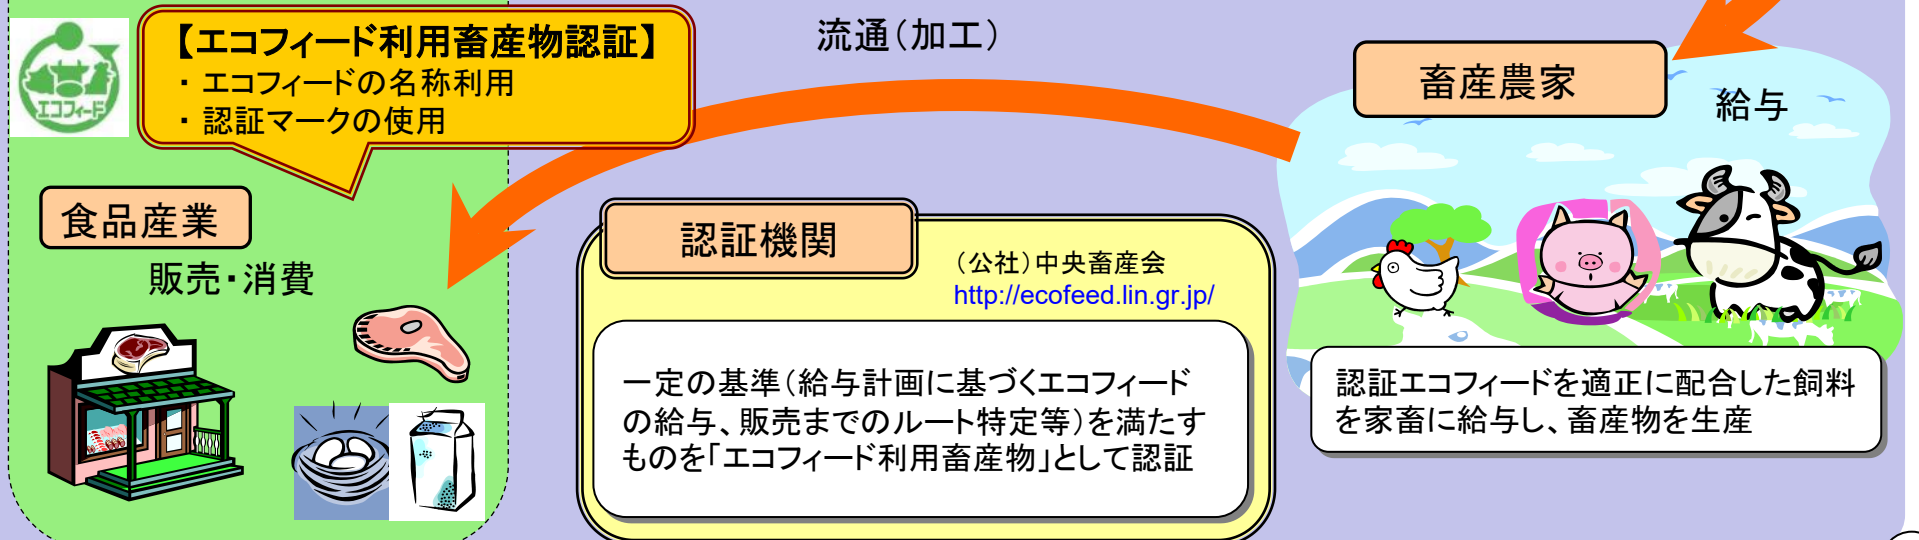 エコフィード
【エコフィード利用畜産物認証】
・ エコフィードの名称利用
・ 認証マークの使用
流通(加工)
畜産農家
給与
食品産業
販売・消費
認証機関
(公社)中央畜産会
http://ecofeed.lin.gr.jp/
一定の基準(給与計画に基づくエコフィード
の給与、販売までのルート特定等)を満たす
ものを「エコフィード利用畜産物」として認証
認証エコフィードを適正に配合した飼料
を家畜に給与し、畜産物を生産